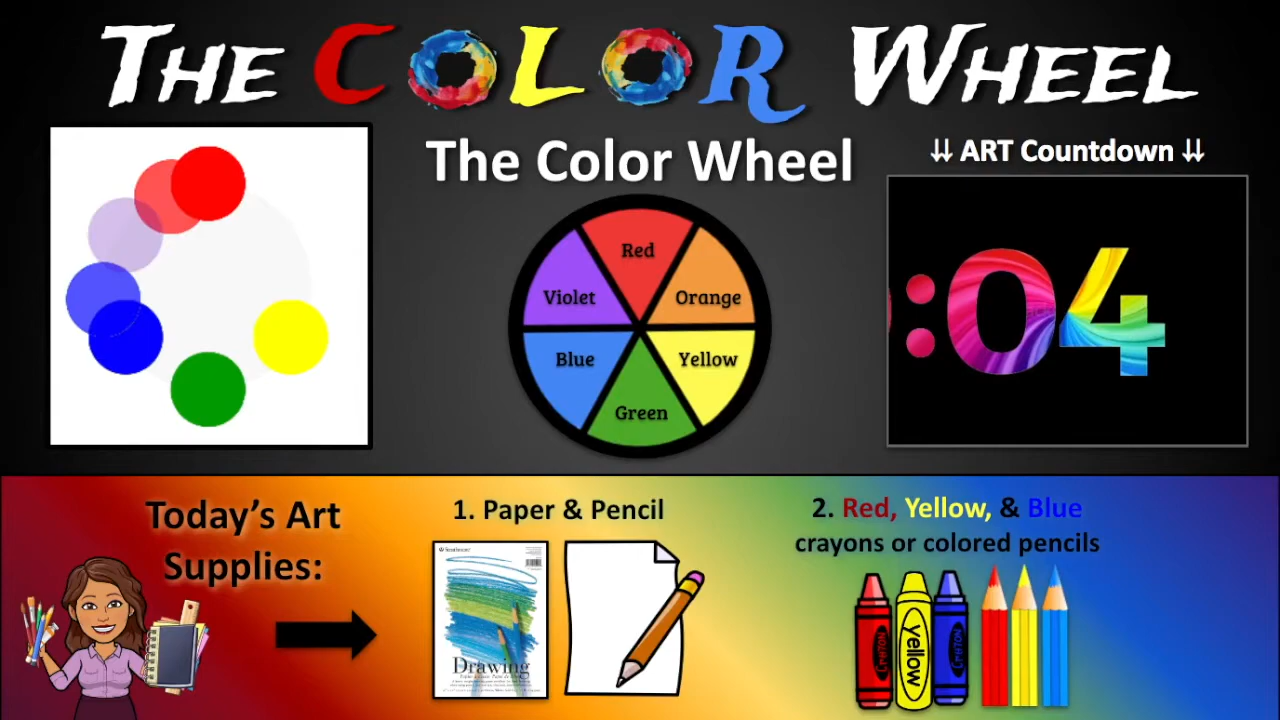 The Color Wheel
The Color Wheel
⇊ ART Countdown ⇊
:04
Red
Violet
Orange
Blue
Yellow
Green
Today’s Art
Supplies:
1. Paper & Pencil
Drawing
2. Red, Yellow, & Blue
crayons or colored pencils
yellow